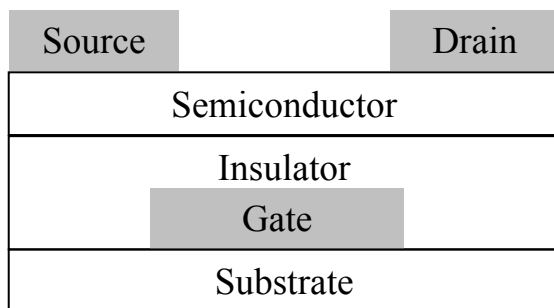 Source Drain
Semiconductor
Insulator
Gate
Substrate